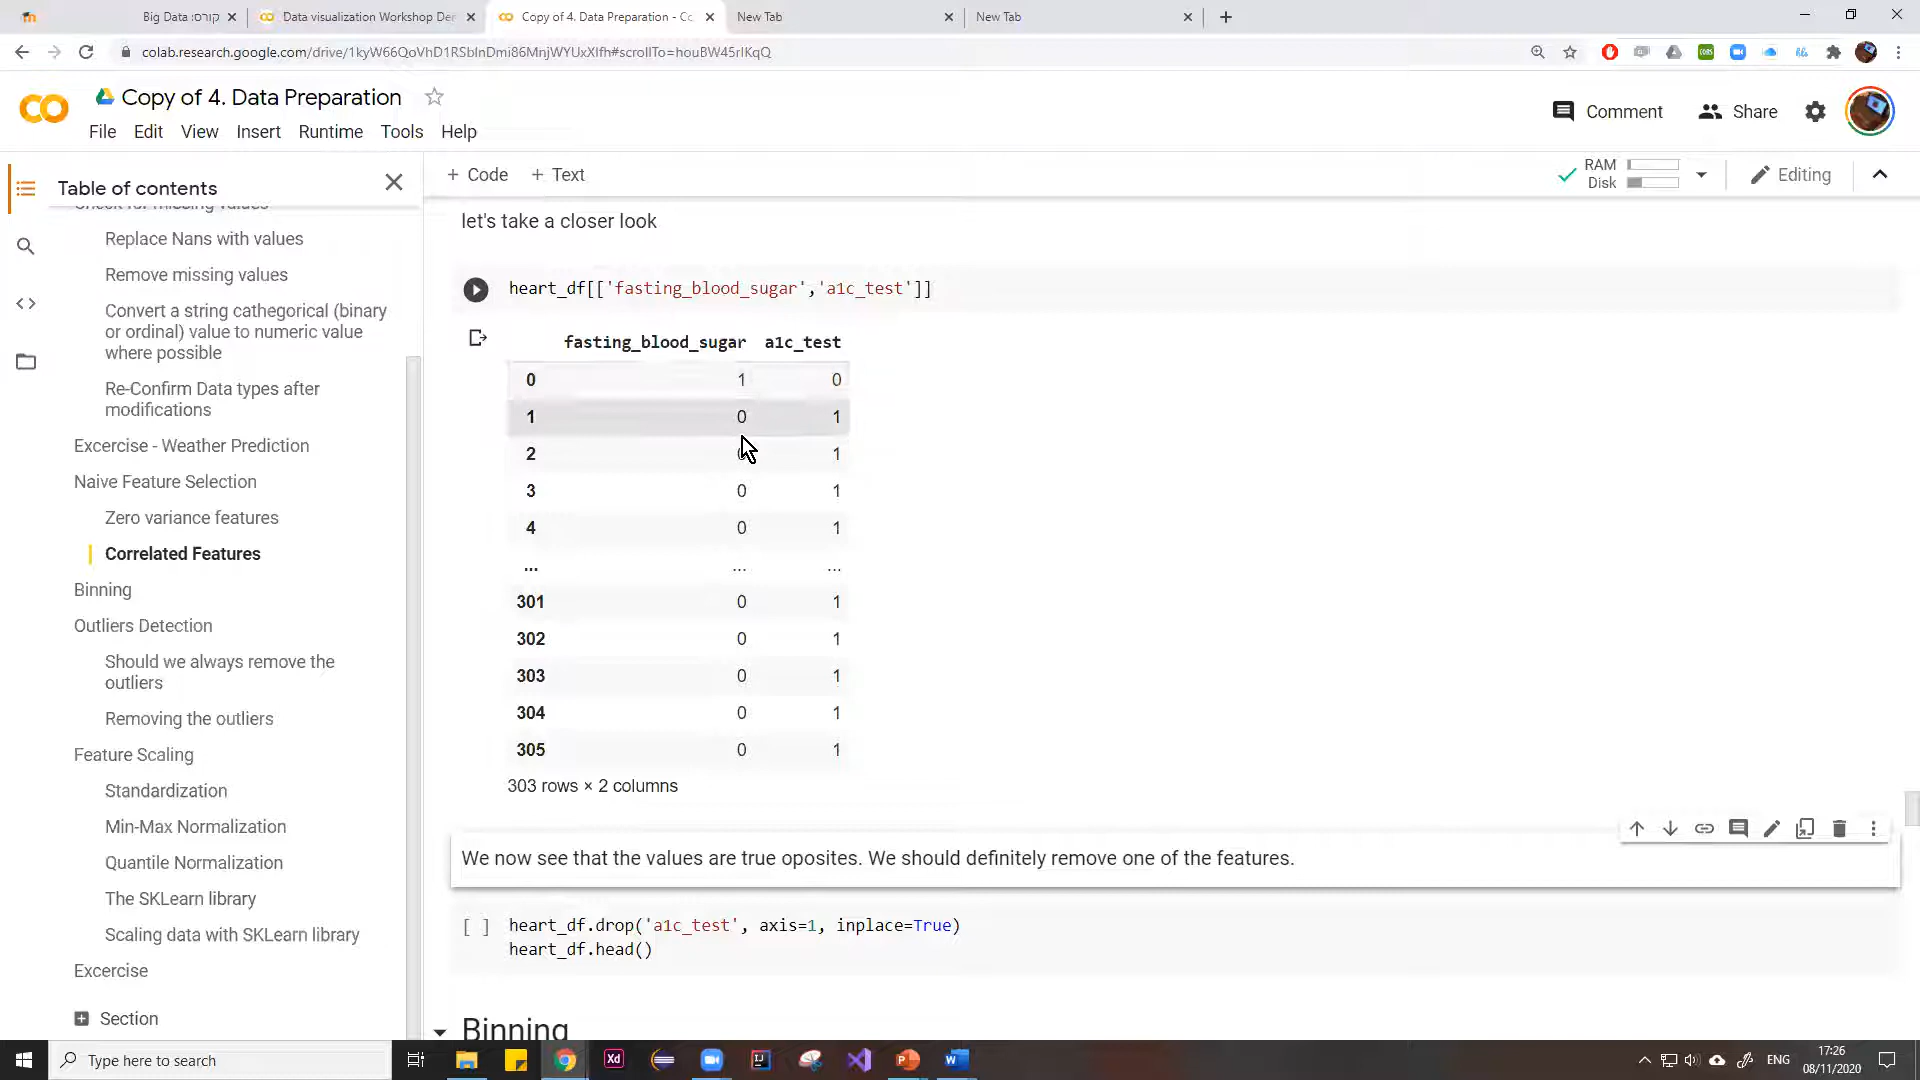 Big Data :קורס
Data visualization Workshop Der
Copy of 4. Data Preparation - Co
New Tab
New Tab
colab.research.google.com/drive/1kyW66QoVhD1RSbInDmi86MnjWYUxXIfh#scrollTo=houBW45rIKqQ
Copy of 4. Data Preparation
Comment
Share
File Edit View Insert Runtime Tools Help
Table of contents
+ Code + Text
RAM
Disk
Editing
Check for missing values
Replace Nans with values
Remove missing values
Convert a string cathegorical (binary
or ordinal) value to numeric value
where possible
Re-Confirm Data types after
modifications
Excercise - Weather Prediction
Naive Feature Selection
Zero variance features
Correlated Features
Binning
Outliers Detection
Should we always remove the
outliers
Removing the outliers
Feature Scaling
Standardization
Min-Max Normalization
Quantile Normalization
The SKLearn library
Scaling data with SKLearn library
Excercise
Section
let's take a closer look
heart_df[['fasting_blood_sugar','a1c_test']]
fasting_blood_sugar a1c_test
0 1 0
1 0 1
2 0 1
3 0 1
4 0 1
... ... ...
301 0 1
302 0 1
303 0 1
304 0 1
305 0 1
303 rows × 2 columns
We now see that the values are true oposites. We should definitely remove one of the features.
[ ] heart_df.drop('a1c_test', axis=1, inplace=True)
heart_df.head()
Binning
Type here to search
Xd
ENG
17:26
08/11/2020